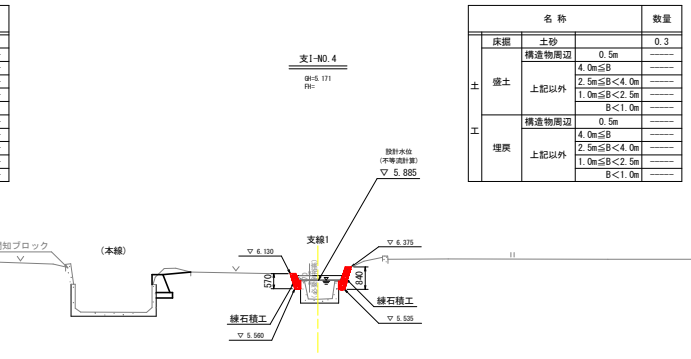 支I-NO.4
GH=5.171
FH=
名 称 数量
床掘 土砂 0.3
土 工
盛土 構造物周辺 0.5m -----
上記以外 4.0m≦B -----
2.5m≦B<4.0m -----
1.0m≦B<2.5m -----
B<1.0m -----
埋戻 構造物周辺 0.5m -----
上記以外 4.0m≦B -----
2.5m≦B<4.0m -----
1.0m≦B<2.5m -----
B<1.0m -----
設計水位
(不等流計算)
▽ 5.885
知ブロック
(本線)
支線1
▽ 6.130
▽ 6.375
570
840
練石積工
練石積工
▽ 5.560
▽ 5.535